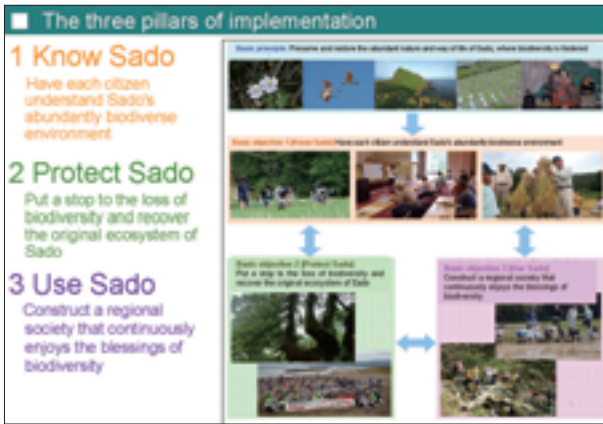 The three pillars of implementation
1 Know Sado
Have each citizen
understand Sado's
abundantly biodiverse
environment
2 Protect Sado
Put a stop to the loss of
biodiversity and recover
the original ecosystem of
Sado
3 Use Sado
Construct a regional
society that continuously
enjoys the blessings of
biodiversity
Basic principle Preserve and restore the abundant nature and way of life of Sado, where biodiversity is fostered
Basic objective 1 [Know Sado] Have each citizen understand Sado's abundantly biodiverse environment
Basic objective 2 [Protect Sado]
Put a stop to the loss of biodiversity and
recover the original ecosystem of Sado
Basic objective 3 [Use Sado]
Construct a regional society that
continuously enjoys the blessings of
biodiversity